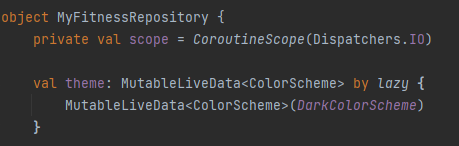 object MyFitnessRepository {
    private val scope = CoroutineScope(Dispatchers.IO)
    val theme: MutableLiveData<ColorScheme> by lazy {
        MutableLiveData<ColorScheme>(DarkColorScheme)
    }